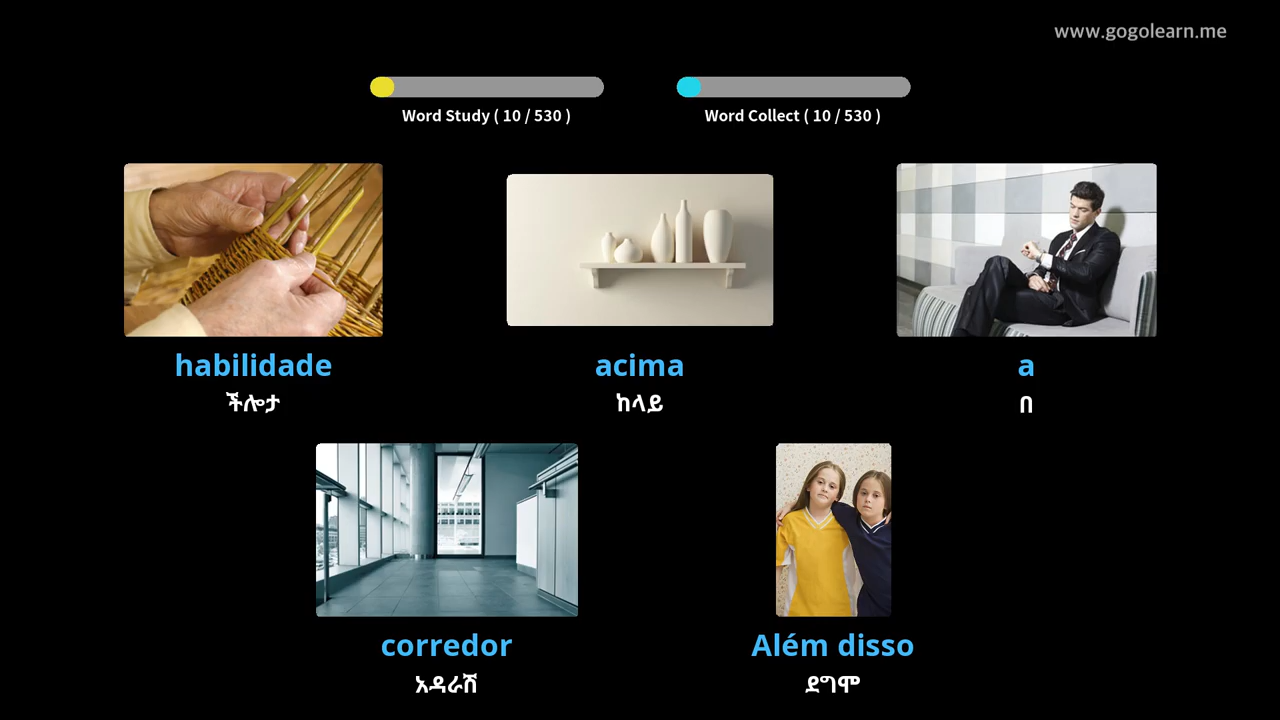 www.gogolearn.me
Word Study ( 10 / 530 )
Word Collect ( 10 / 530 )
habilidade
ችሎታ
acima
ከላይ
a
በ
corredor
አዳራሽ
Além disso
ደግሞ